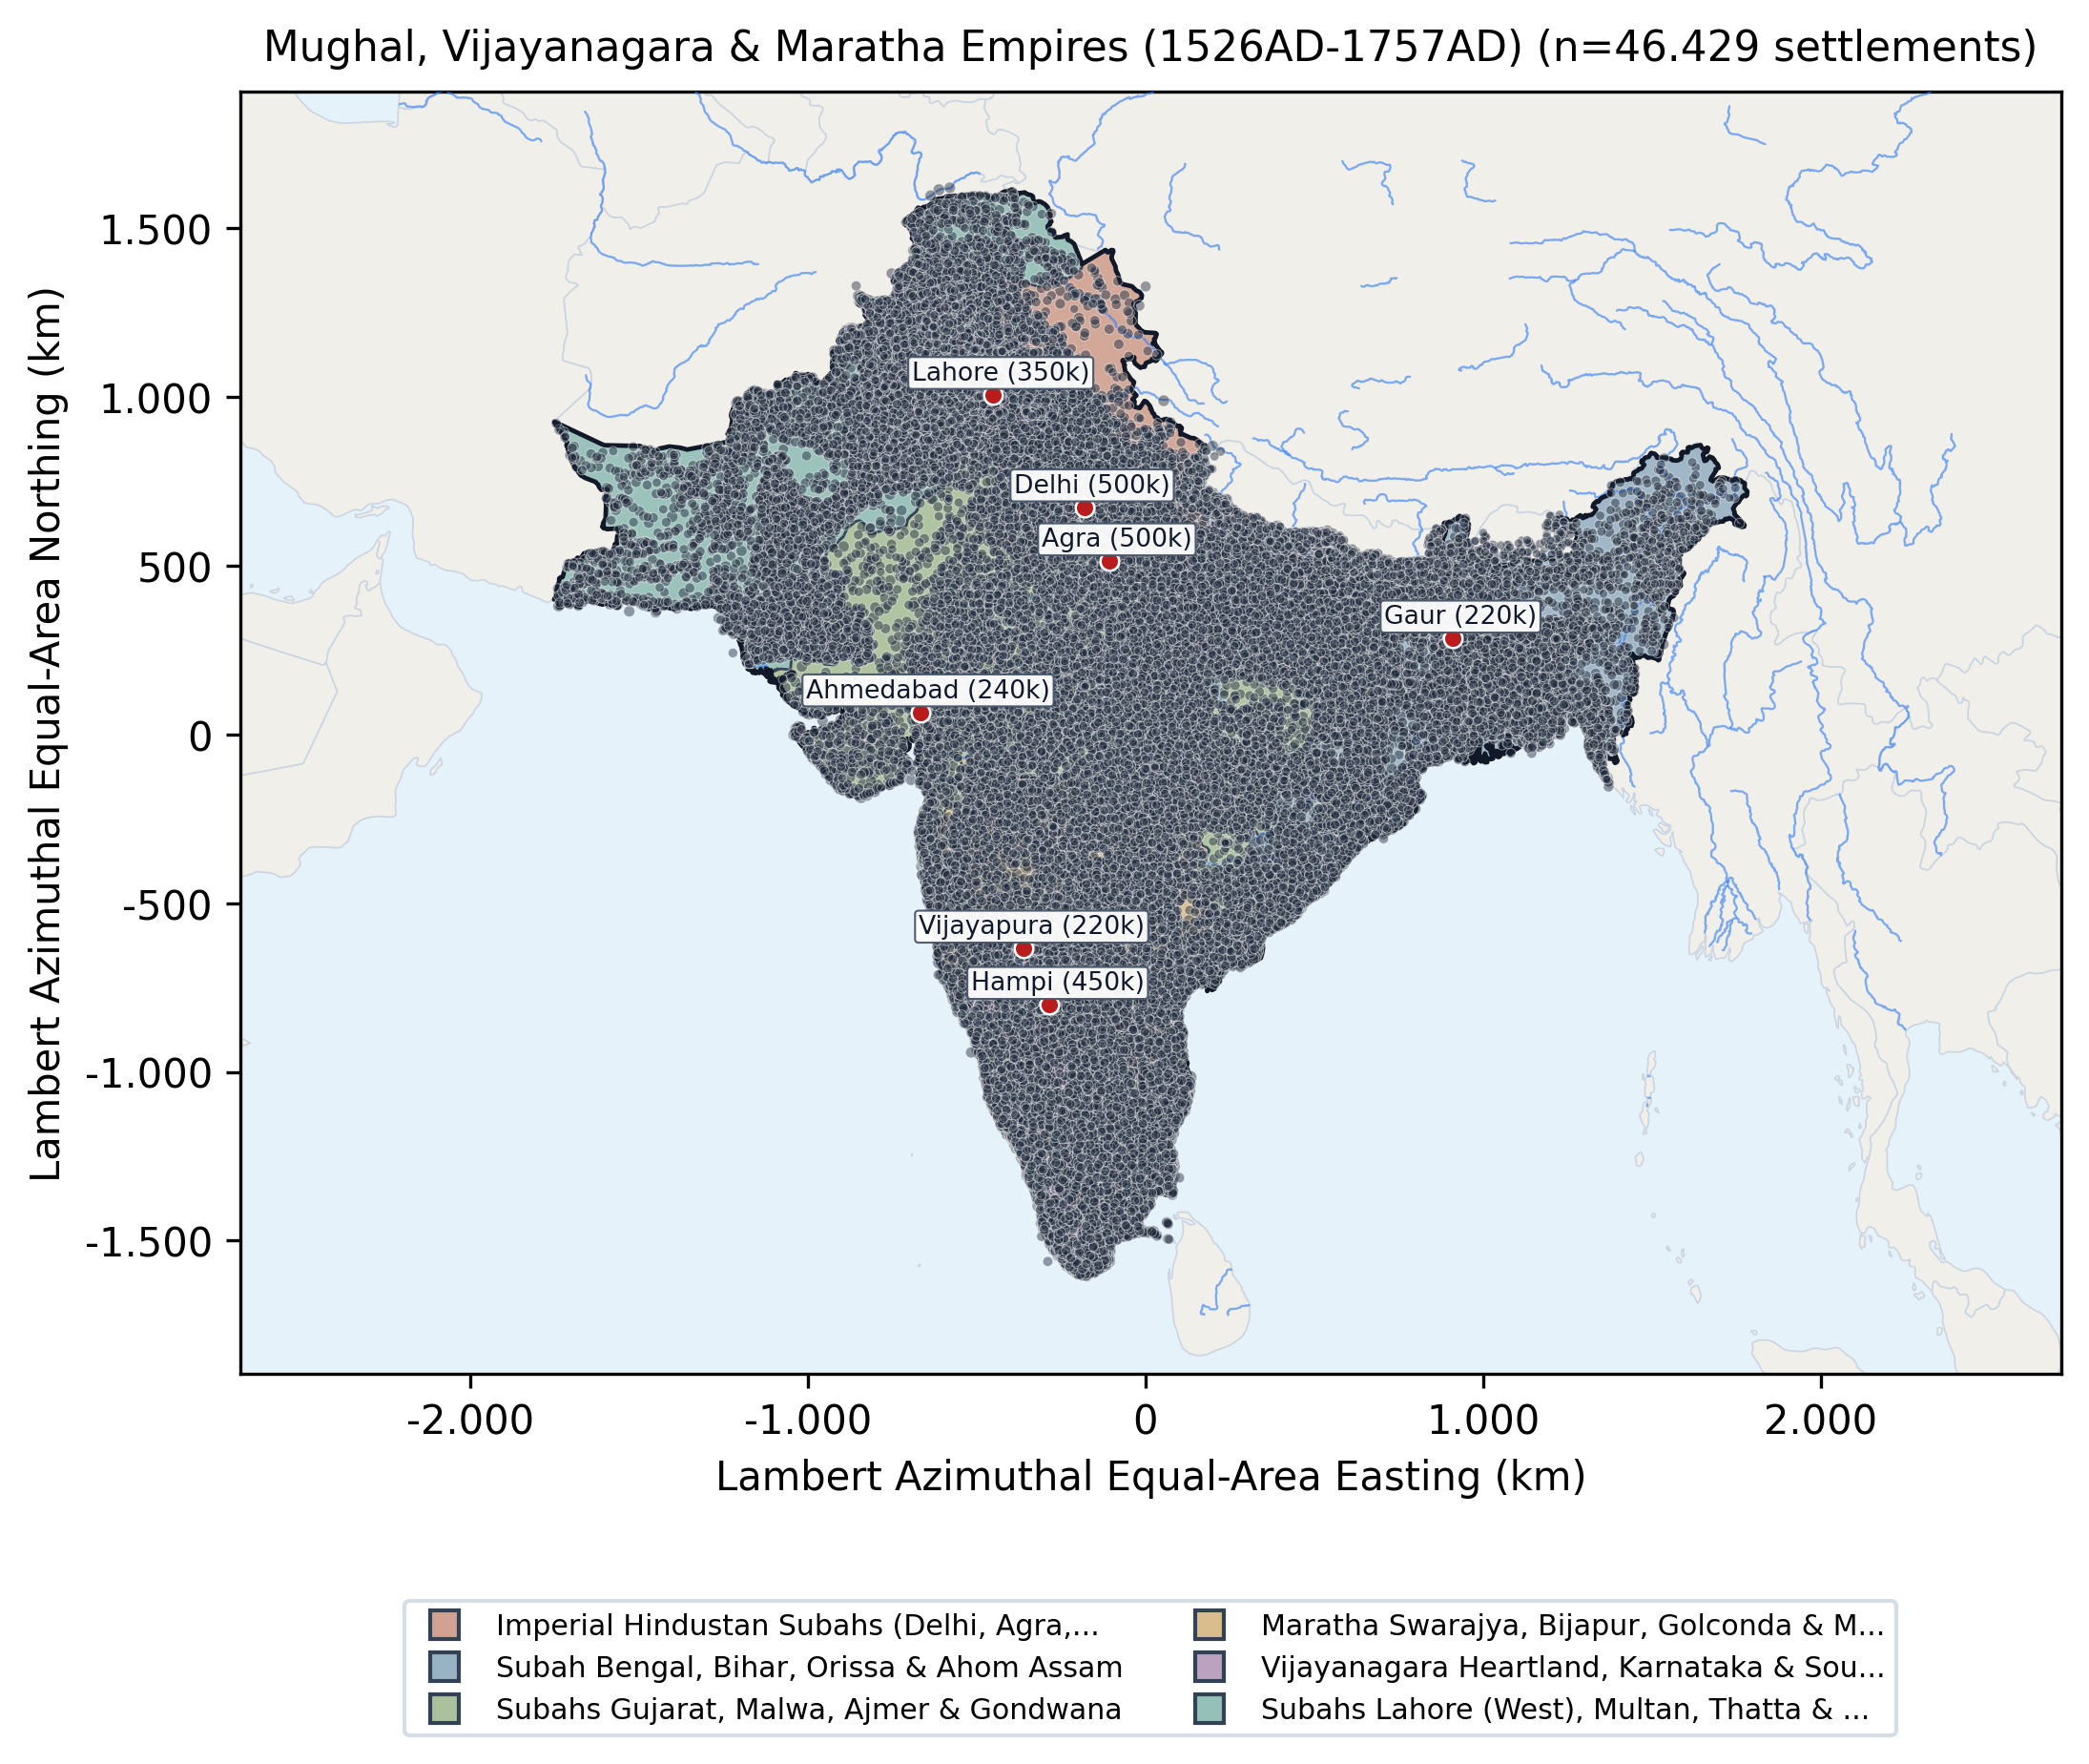 Mughal, Vijayanagara & Maratha Empires (1526AD-1757AD) (n=46.429 settlements)
Lambert Azimuthal Equal-Area Northing (km)
1.500
1.000
500
0
-500
-1.000
-1.500
Lahore (350k)
Delhi (500k)
Agra (500k)
Gaur (220k)
Ahmedabad (240k)
Vijayapura (220k)
Hampi (450k)
-2.000 -1.000 0 1.000 2.000
Lambert Azimuthal Equal-Area Easting (km)
Imperial Hindustan Subahs (Delhi, Agra,...
Subah Bengal, Bihar, Orissa & Ahom Assam
Subahs Gujarat, Malwa, Ajmer & Gondwana
Maratha Swarajya, Bijapur, Golconda & M...
Vijayanagara Heartland, Karnataka & Sou...
Subahs Lahore (West), Multan, Thatta & ...